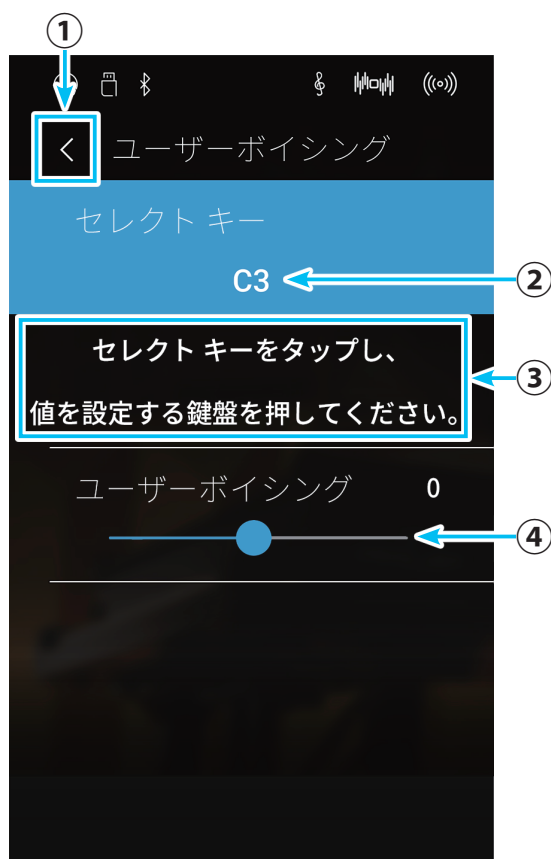 ①
ユーザーボイシング
セレクト キー
C3
②
セレクト キーをタップし、
③
値を設定する鍵盤を押してください。
ユーザーボイシング 0
④